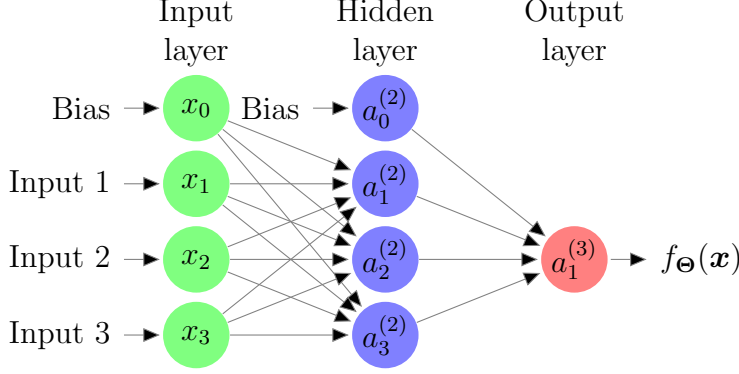 Input layer
Hidden layer
Output layer
Bias
x₀
Bias
a₀⁽²⁾
Input 1
x₁
a₁⁽²⁾
Input 2
x₂
a₂⁽²⁾
a₁⁽³⁾
f_Θ(x)
Input 3
x₃
a₃⁽²⁾